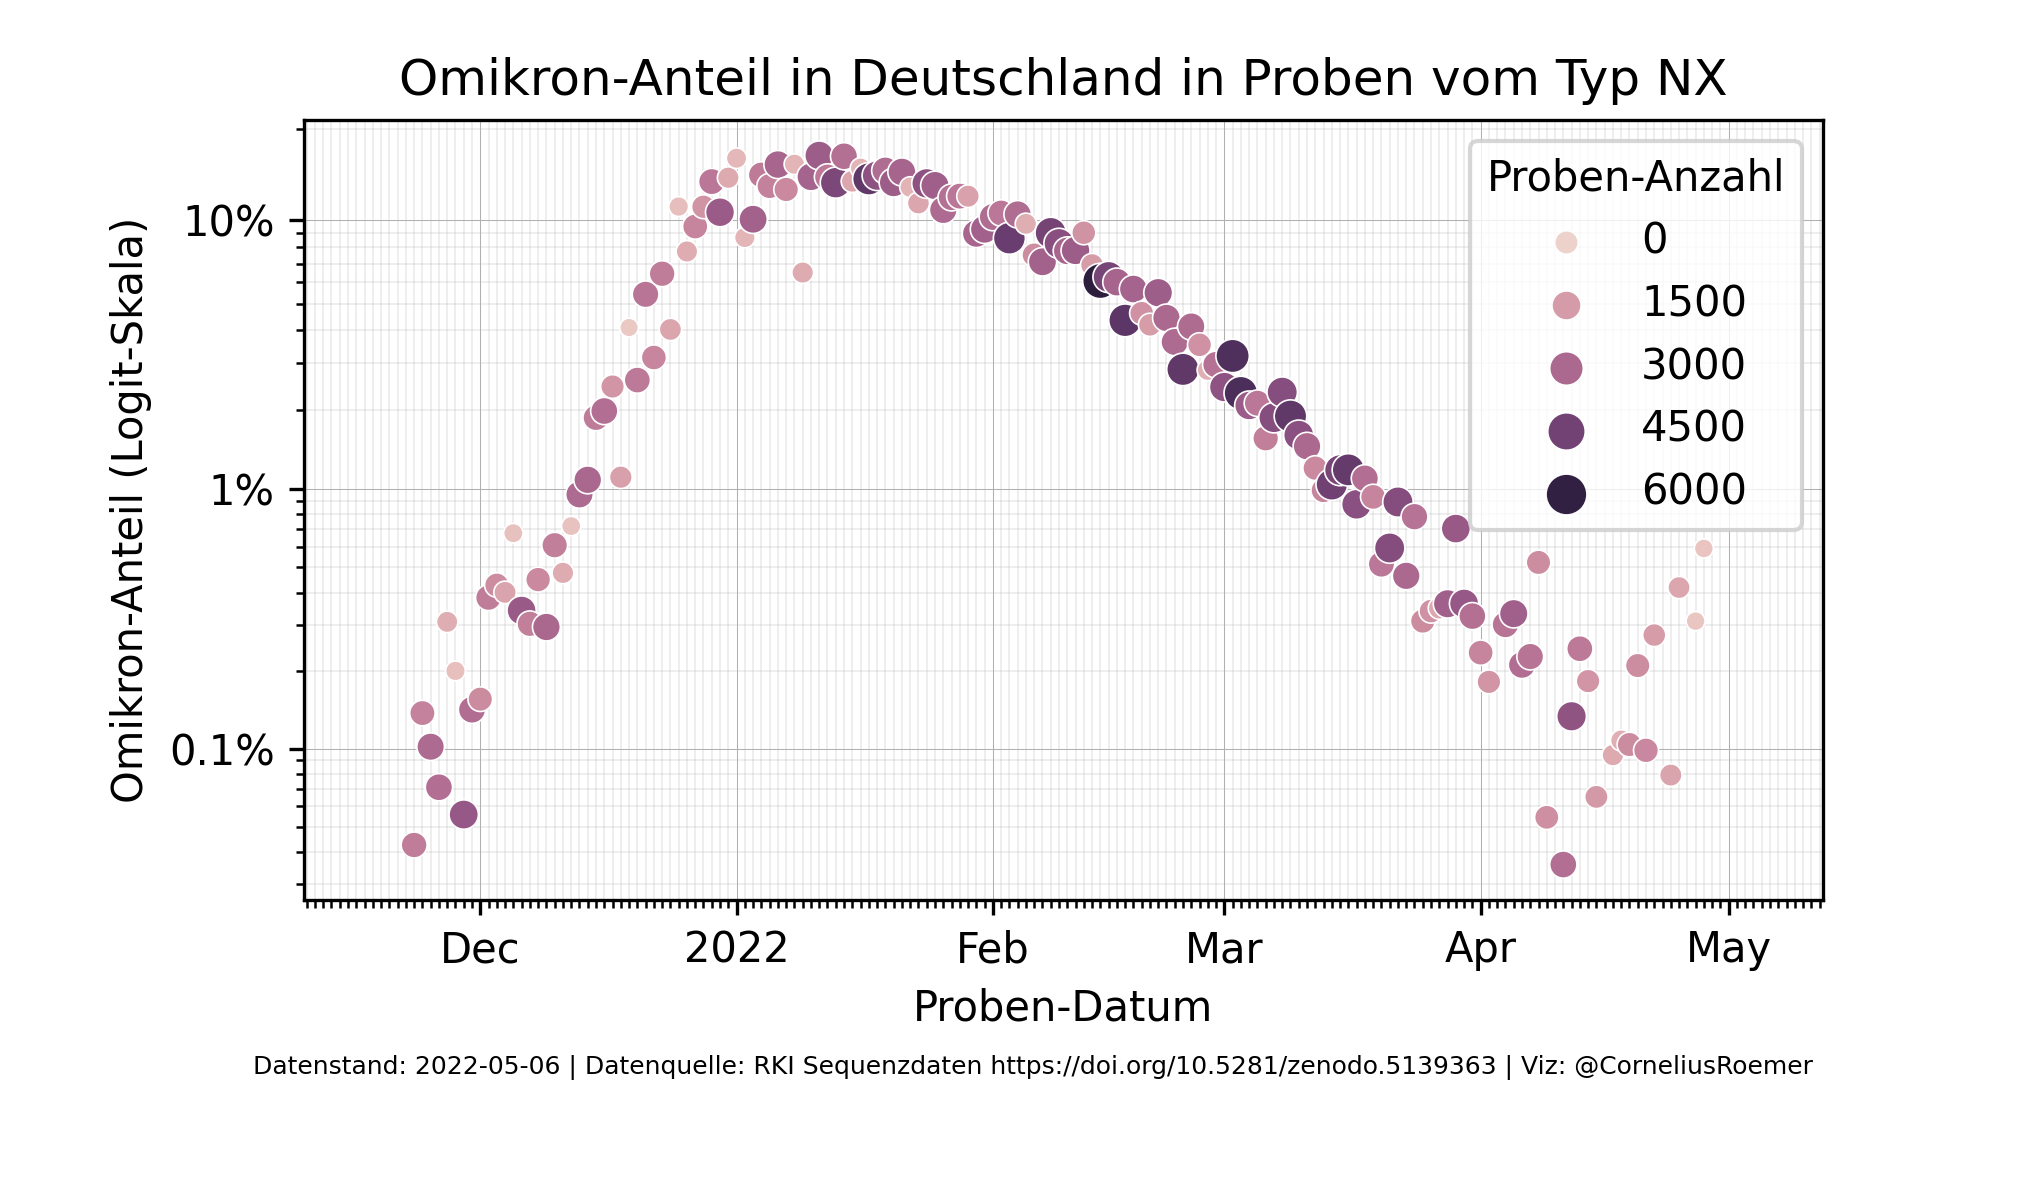 Omikron-Anteil in Deutschland in Proben vom Typ NX
Omikron-Anteil (Logit-Skala)
10%
1%
0.1%
Proben-Anzahl
0
1500
3000
4500
6000
Dec 2022 Feb Mar Apr May
Proben-Datum
Datenstand: 2022-05-06 | Datenquelle: RKI Sequenzdaten https://doi.org/10.5281/zenodo.5139363 | Viz: @CorneliusRoemer